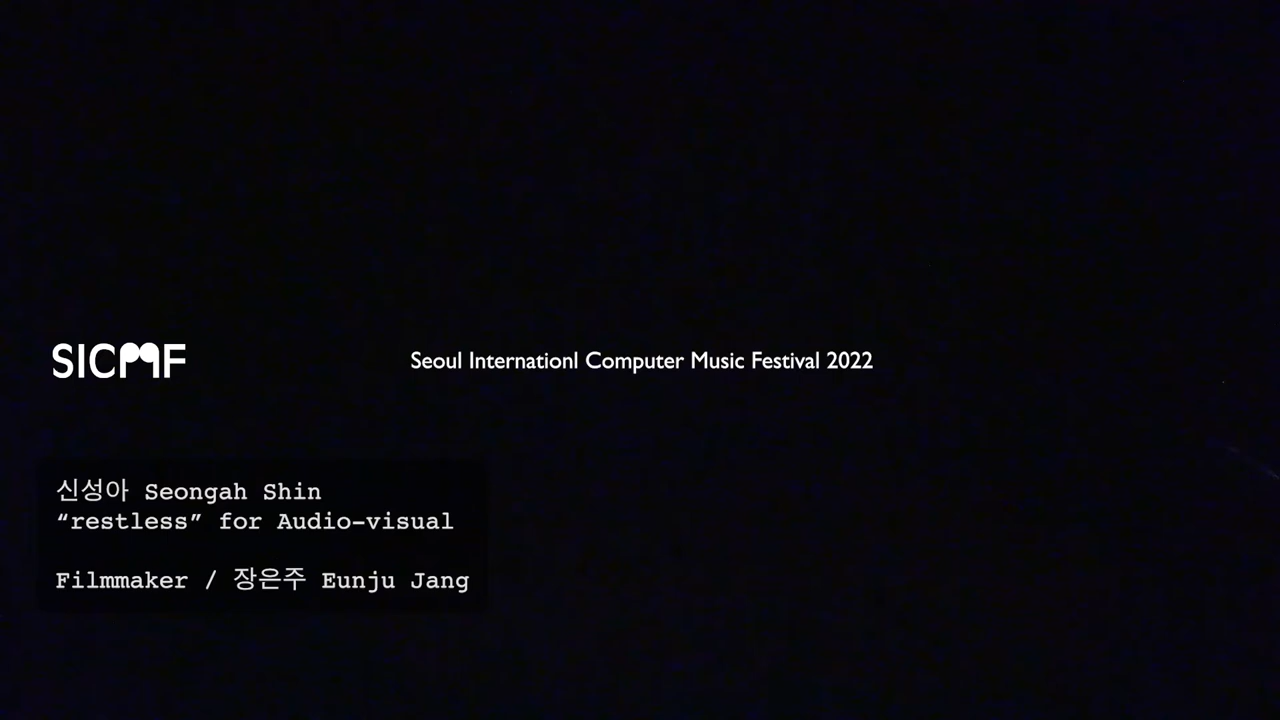 SICMF
Seoul Internationl Computer Music Festival 2022
신성아 Seongah Shin
“restless” for Audio-visual
Filmmaker / 장은주 Eunju Jang